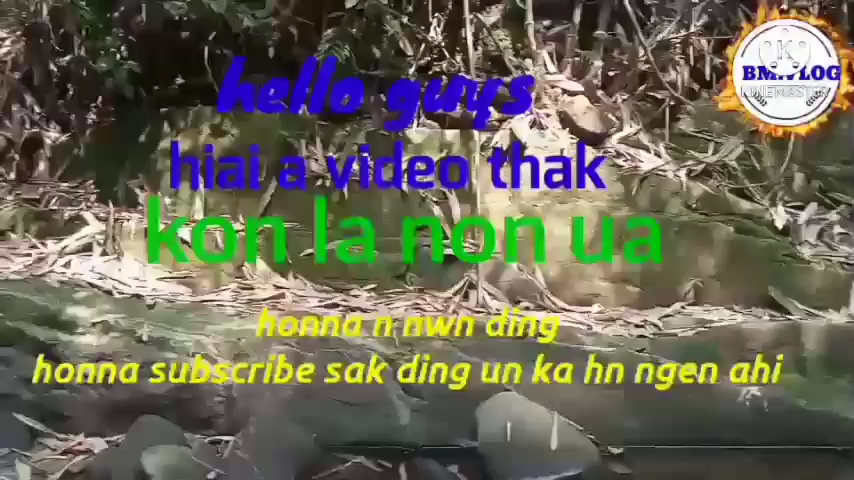 BM.VLOG
KINEMASTER
hello guys
hiai a video thak
kon la non ua
honna n nwn ding
honna subscribe sak ding un ka hn ngen ahi